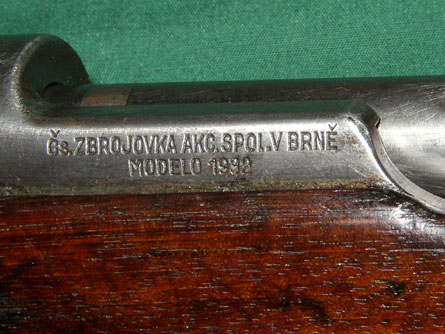 Čs. ZBROJOVKA AKC. SPOL. V BRNĚ
MODELO 1932